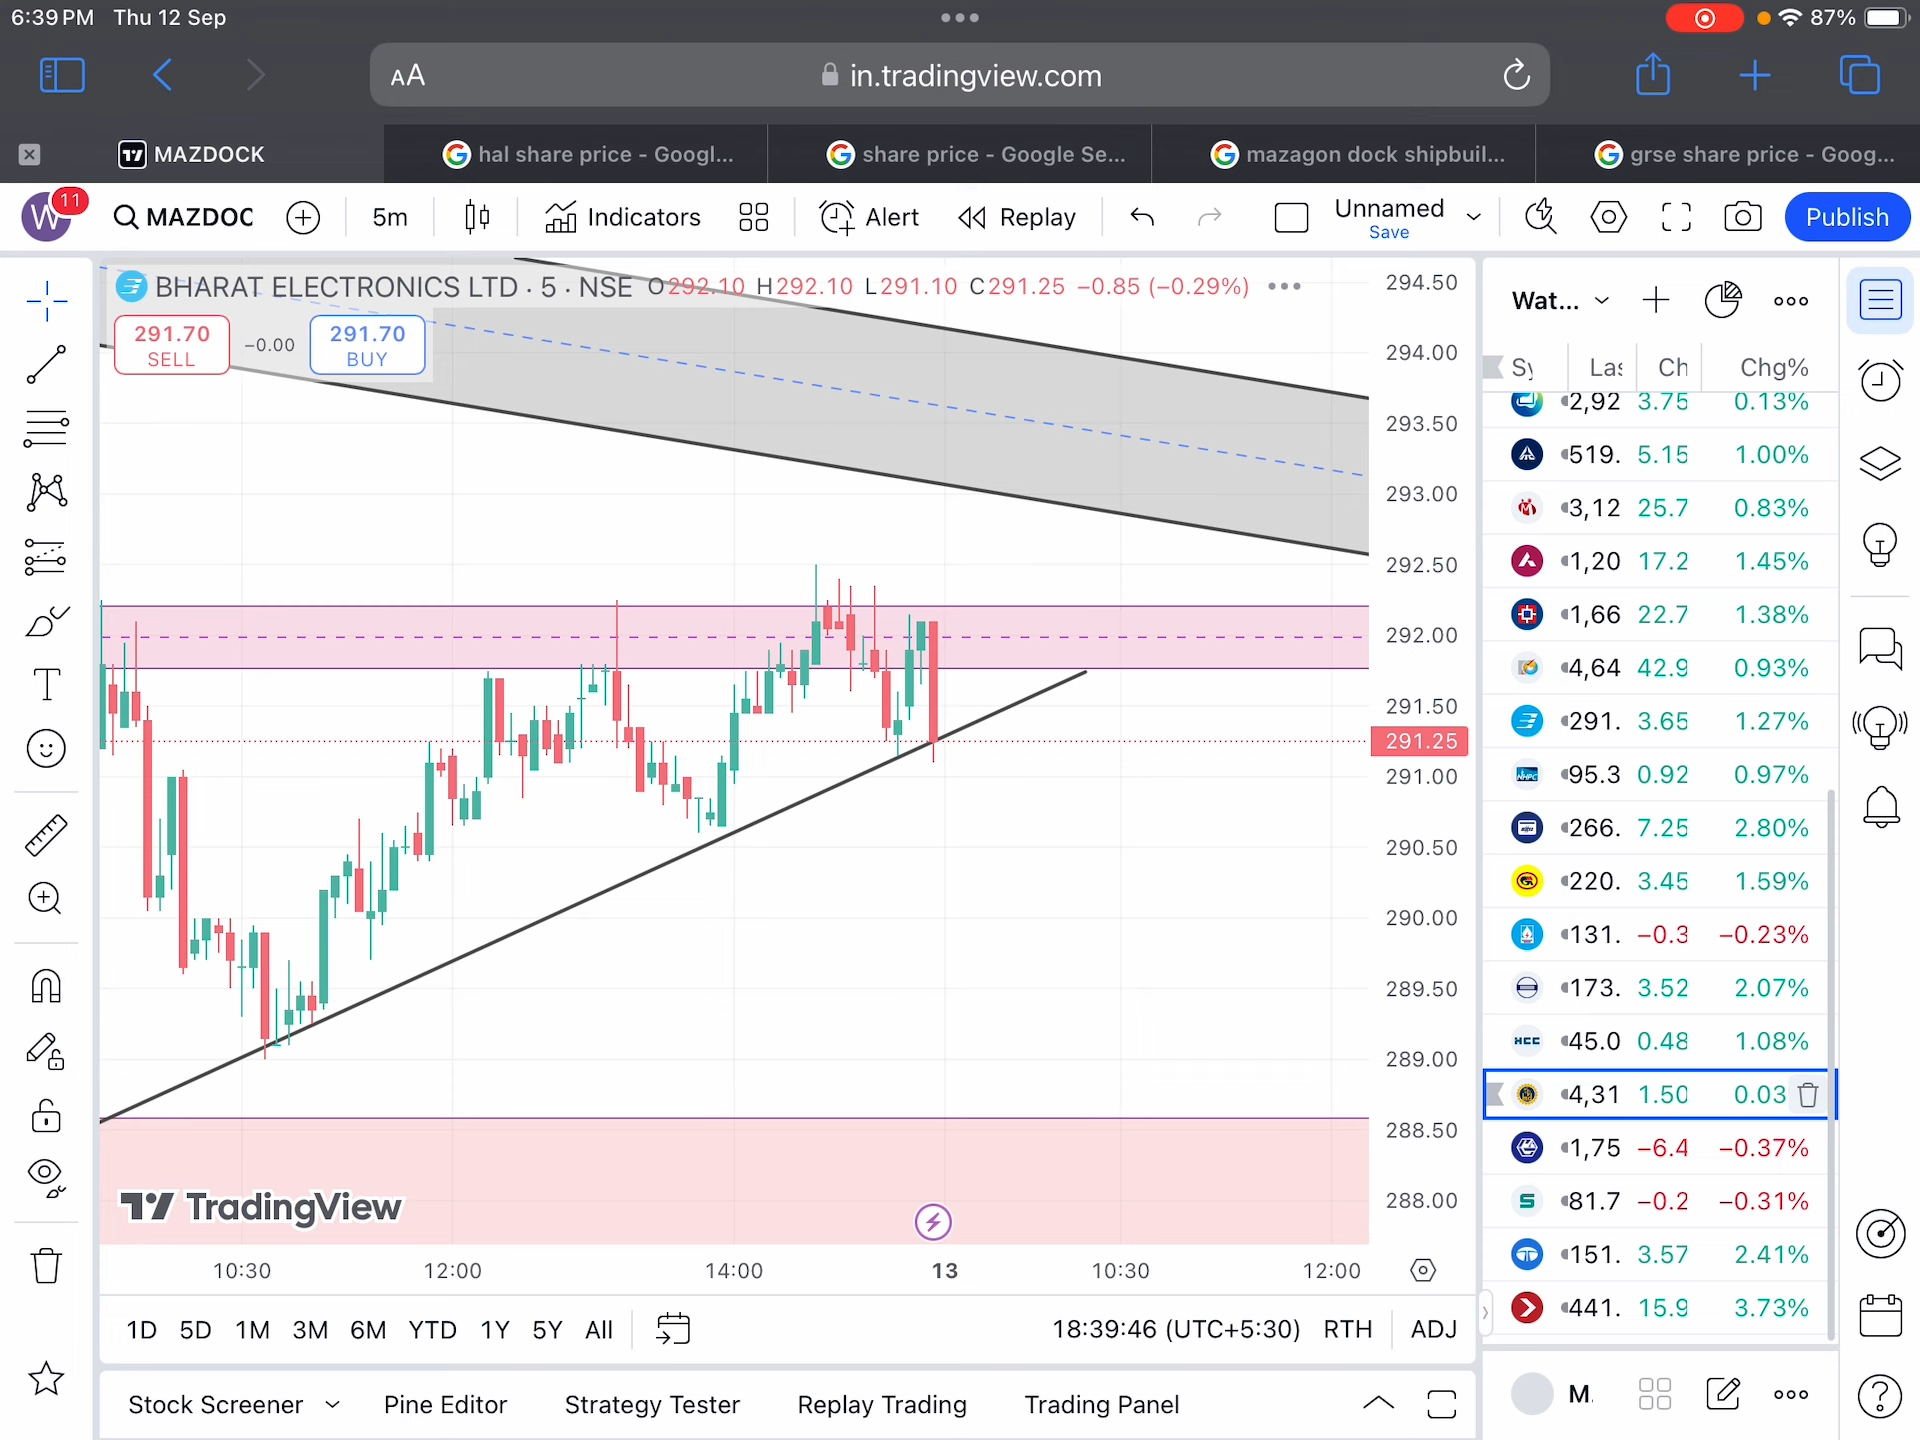 6:39 PM Thu 12 Sep
87%
AA
in.tradingview.com
MAZDOCK
hal share price - Googl...
share price - Google Se...
mazagon dock shipbuil...
grse share price - Goog...
W
11
MAZDOC
5m
Indicators
Alert
Replay
Unnamed
Save
Publish
BHARAT ELECTRONICS LTD · 5 · NSE O292.10 H292.10 L291.10 C291.25 −0.85 (−0.29%)
291.70
SELL
−0.00
291.70
BUY
294.50
294.00
293.50
293.00
292.50
292.00
291.50
291.25
291.00
290.50
290.00
289.50
289.00
288.50
288.00
TradingView
10:30
12:00
14:00
13
10:30
12:00
1D 5D 1M 3M 6M YTD 1Y 5Y All
18:39:46 (UTC+5:30) RTH ADJ
Stock Screener
Pine Editor
Strategy Tester
Replay Trading
Trading Panel
Wat...
Sy Las Ch Chg%
2,92 3.75 0.13%
519. 5.15 1.00%
3,12 25.7 0.83%
1,20 17.2 1.45%
1,66 22.7 1.38%
4,64 42.9 0.93%
291. 3.65 1.27%
NHPC 95.3 0.92 0.97%
266. 7.25 2.80%
220. 3.45 1.59%
131. −0.3 −0.23%
173. 3.52 2.07%
HCC 45.0 0.48 1.08%
4,31 1.50 0.03
1,75 −6.4 −0.37%
S 81.7 −0.2 −0.31%
151. 3.57 2.41%
441. 15.9 3.73%
M.